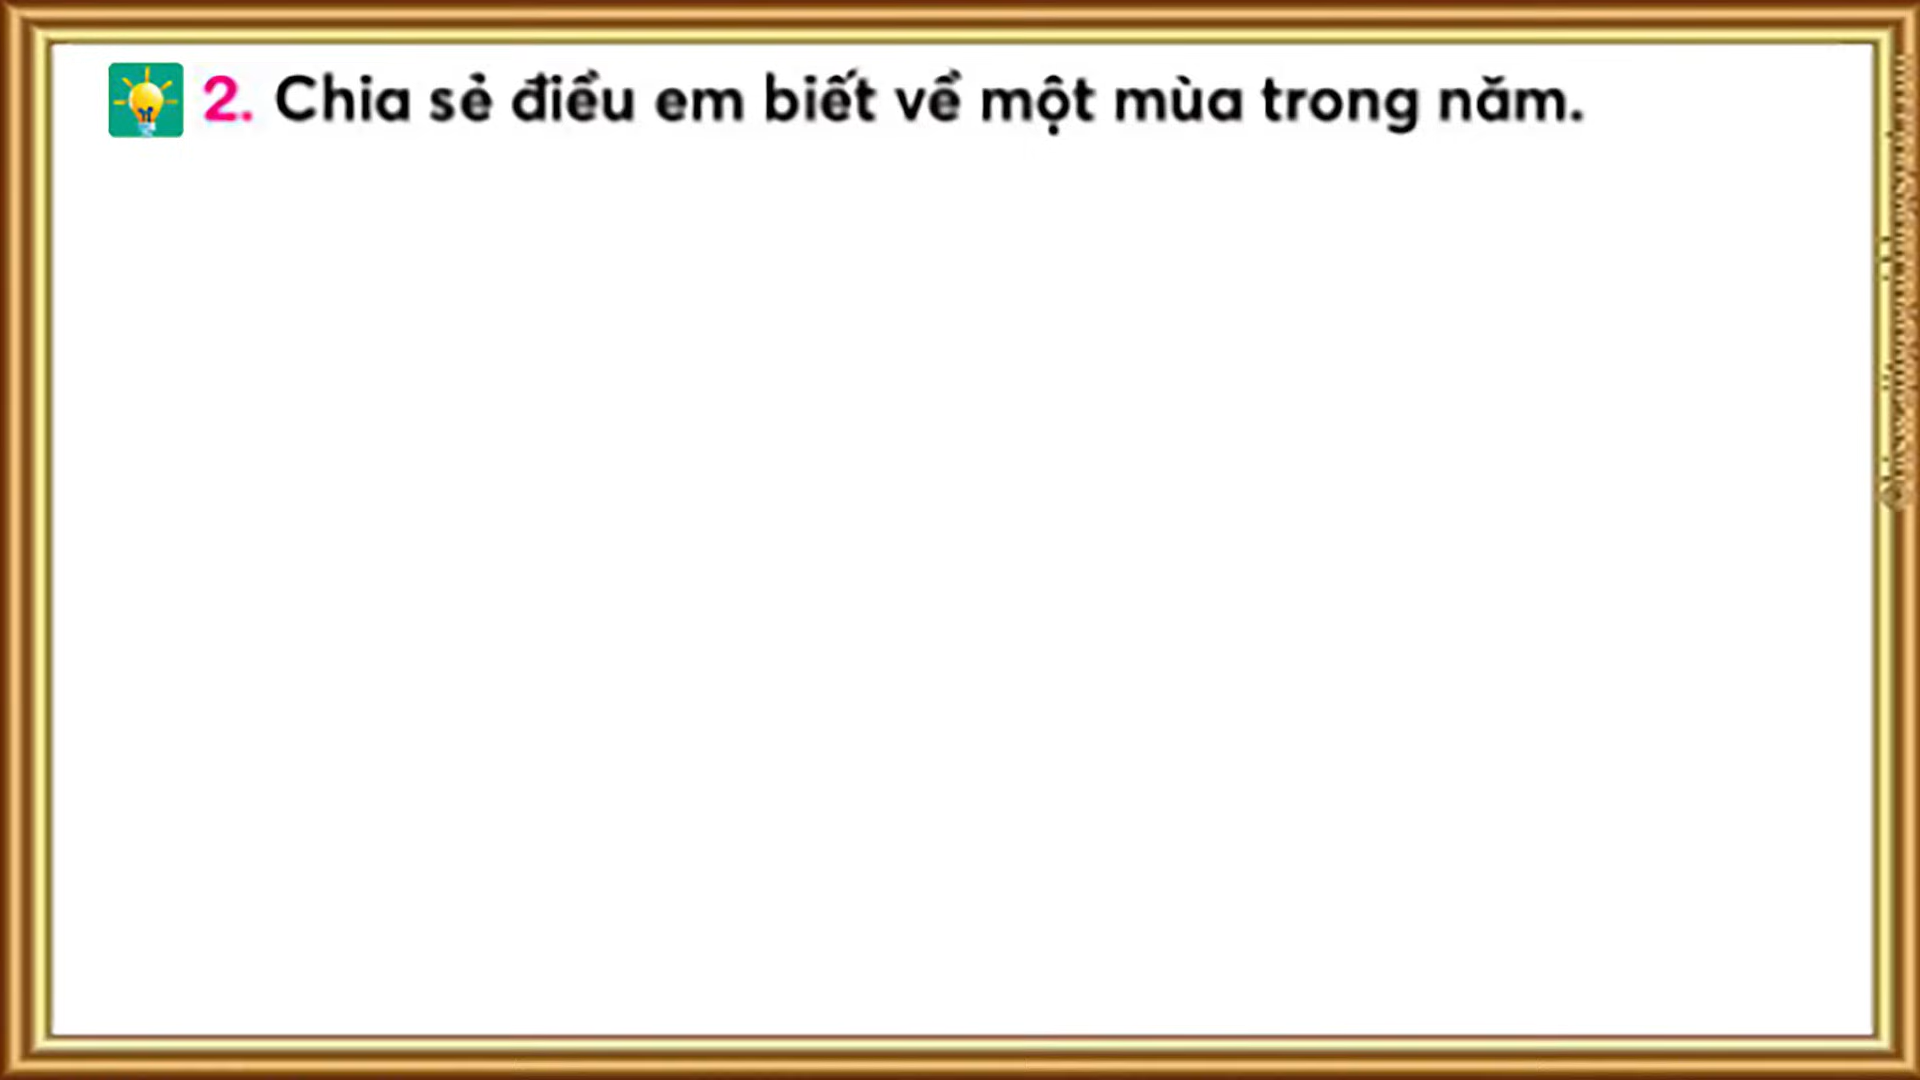 2. Chia sẻ điều em biết về một mùa trong năm.